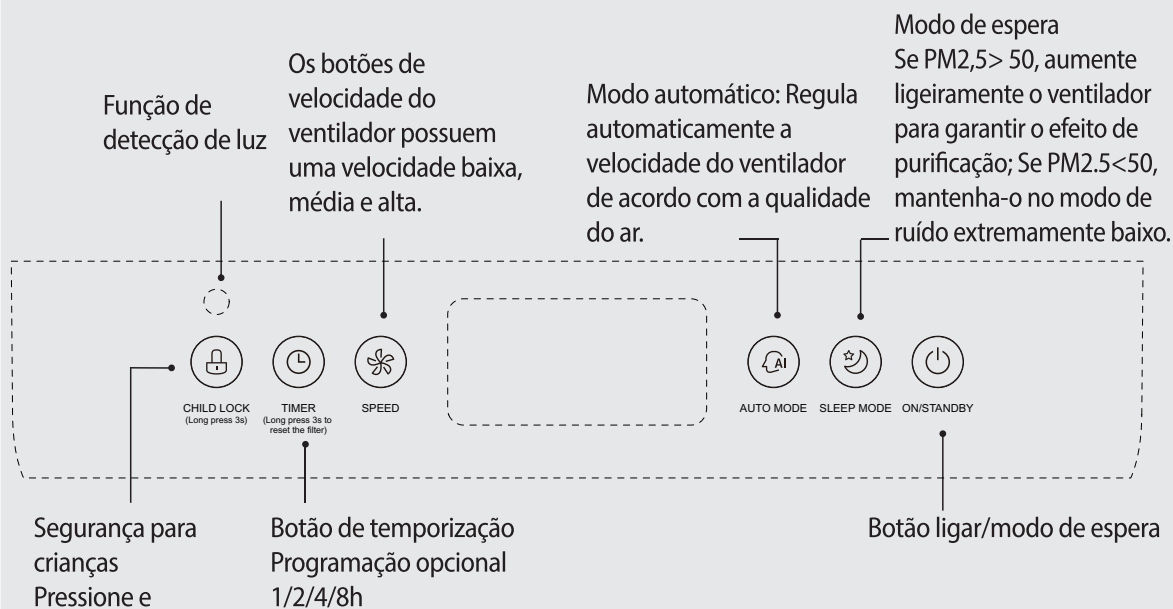 Função de
detecção de luz
Os botões de
velocidade do
ventilador possuem
uma velocidade baixa,
média e alta.
Modo automático: Regula
automaticamente a
velocidade do ventilador
de acordo com a qualidade
do ar.
Modo de espera
Se PM2,5> 50, aumente
ligeiramente o ventilador
para garantir o efeito de
purificação; Se PM2.5<50,
mantenha-o no modo de
ruído extremamente baixo.
AI
CHILD LOCK
(Long press 3s)
TIMER
(Long press 3s to
reset the filter)
SPEED
AUTO MODE
SLEEP MODE
ON/STANDBY
Segurança para
crianças
Pressione e
Botão de temporização
Programação opcional
1/2/4/8h
Botão ligar/modo de espera